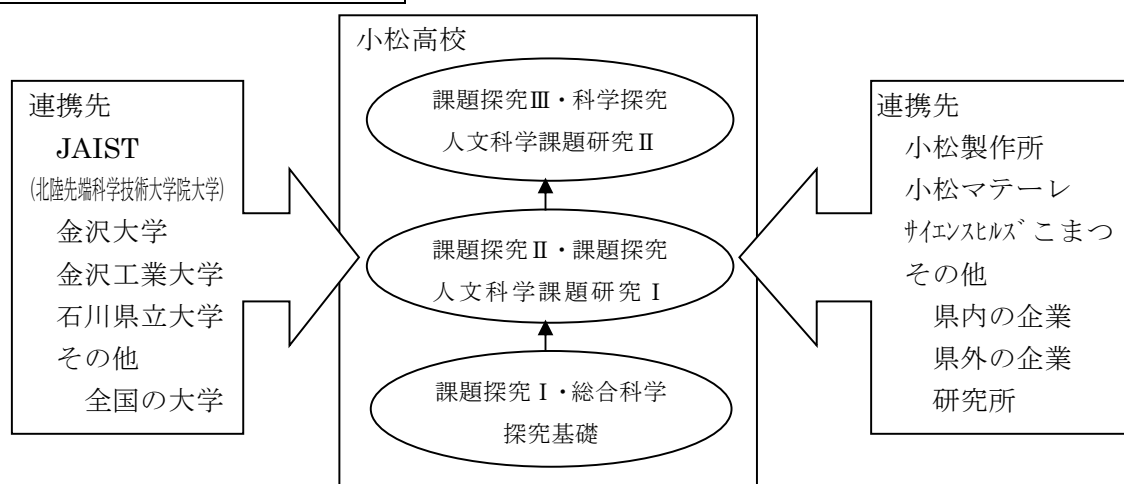 小松高校
課題探究Ⅲ・科学探究
人文科学課題研究Ⅱ
課題探究Ⅱ・課題探究
人文科学課題研究Ⅰ
課題探究Ⅰ・総合科学
探究基礎
連携先
JAIST
(北陸先端科学技術大学院大学)
金沢大学
金沢工業大学
石川県立大学
その他
全国の大学
連携先
小松製作所
小松マテーレ
ｻｲｴﾝｽﾋﾙｽﾞこまつ
その他
県内の企業
県外の企業
研究所